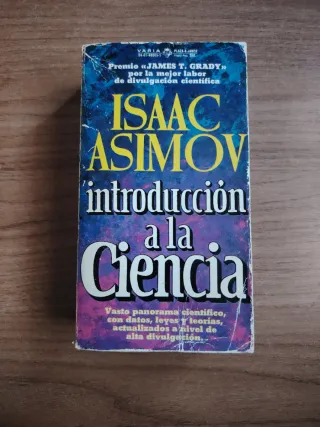 VARIA
Premio «JAMES T. GRADY»
por la mejor labor
de divulgación científica
ISAAC
ASIMOV
introducción
a la
Ciencia
Vasto panorama científico,
con datos, leyes y teorías,
actualizados a nivel de
alta divulgación.